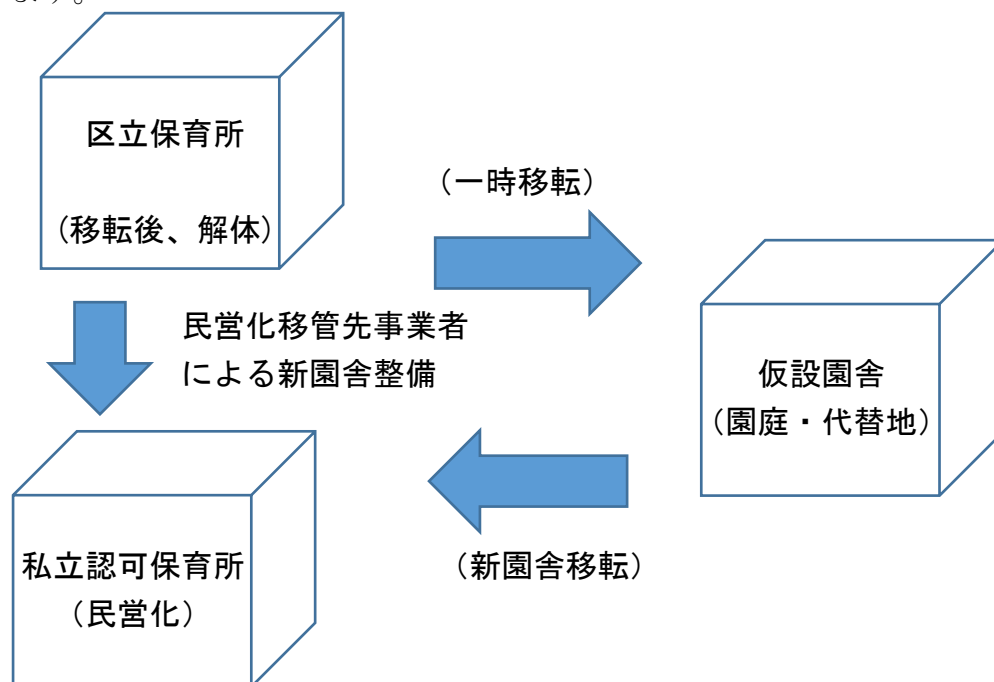 ます。
区立保育所
(移転後、解体)
(一時移転)
民営化移管先事業者
による新園舎整備
仮設園舎
(園庭・代替地)
(新園舎移転)
私立認可保育所
(民営化)